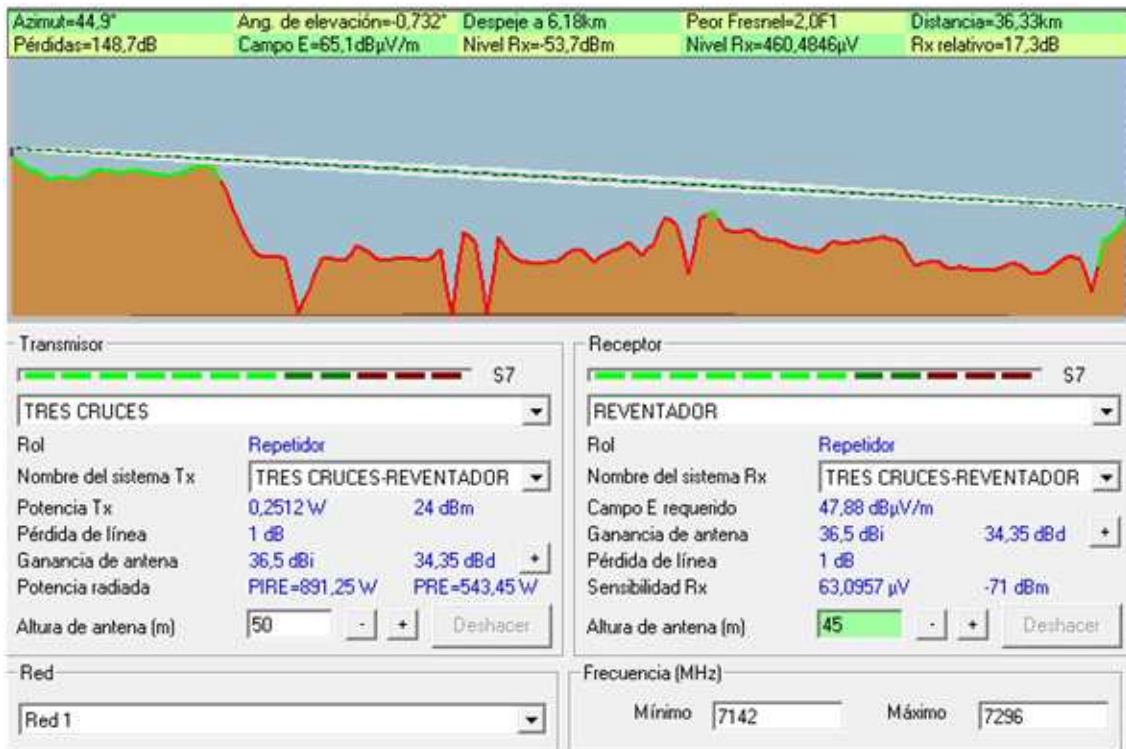 Azimut=44,9° Ang. de elevación=-0,732° Despeje a 6,18km Peor Fresnel=2,0F1 Distancia=36,33km
Pérdidas=148,7dB Campo E=65,1dBµV/m Nivel Rx=-53,7dBm Nivel Rx=460,4846µV Rx relativo=17,3dB
Transmisor
S7
TRES CRUCES
Rol Repetidor
Nombre del sistema Tx TRES CRUCES-REVENTADOR
Potencia Tx 0,2512 W 24 dBm
Pérdida de línea 1 dB
Ganancia de antena 36,5 dBi 34,35 dBd +
Potencia radiada PIRE=891,25 W PRE=543,45 W
Altura de antena (m) 50 - + Deshacer
Receptor
S7
REVENTADOR
Rol Repetidor
Nombre del sistema Rx TRES CRUCES-REVENTADOR
Campo E requerido 47,88 dBµV/m
Ganancia de antena 36,5 dBi 34,35 dBd +
Pérdida de línea 1 dB
Sensibilidad Rx 63,0957 µV -71 dBm
Altura de antena (m) 45 - + Deshacer
Red
Red 1
Frecuencia (MHz)
Mínimo 7142 Máximo 7296